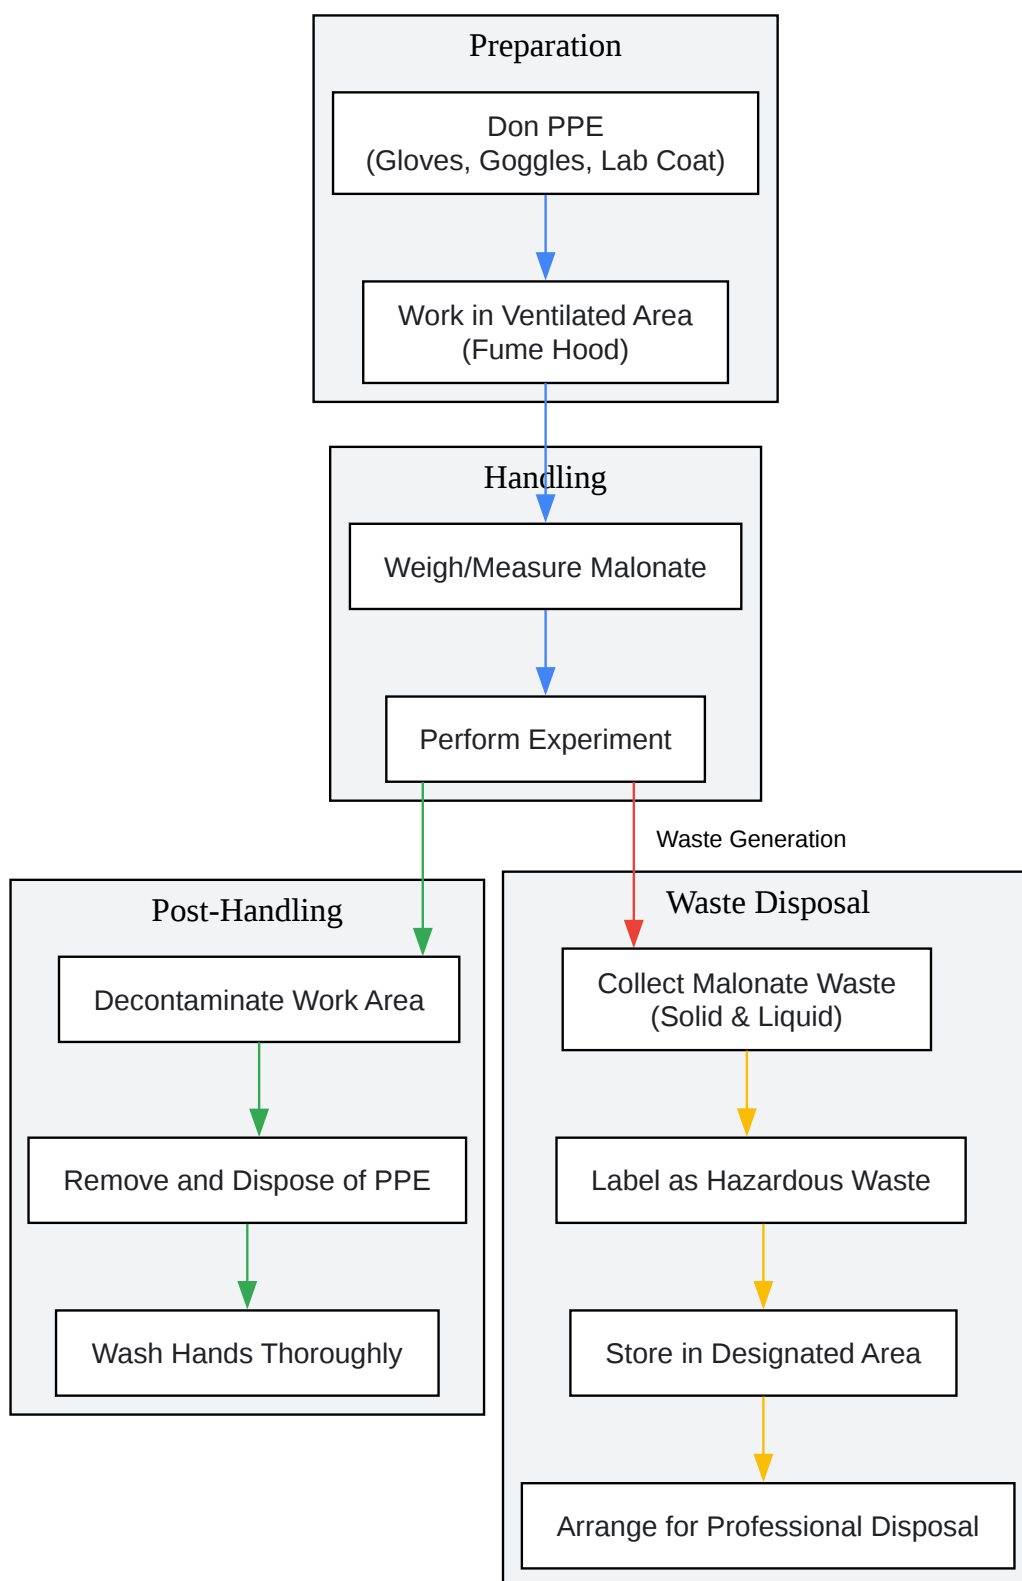 Preparation
Don PPE
(Gloves, Goggles, Lab Coat)
Work in Ventilated Area
(Fume Hood)
Handling
Weigh/Measure Malonate
Perform Experiment
Waste Generation
Post-Handling
Decontaminate Work Area
Remove and Dispose of PPE
Wash Hands Thoroughly
Waste Disposal
Collect Malonate Waste
(Solid & Liquid)
Label as Hazardous Waste
Store in Designated Area
Arrange for Professional Disposal